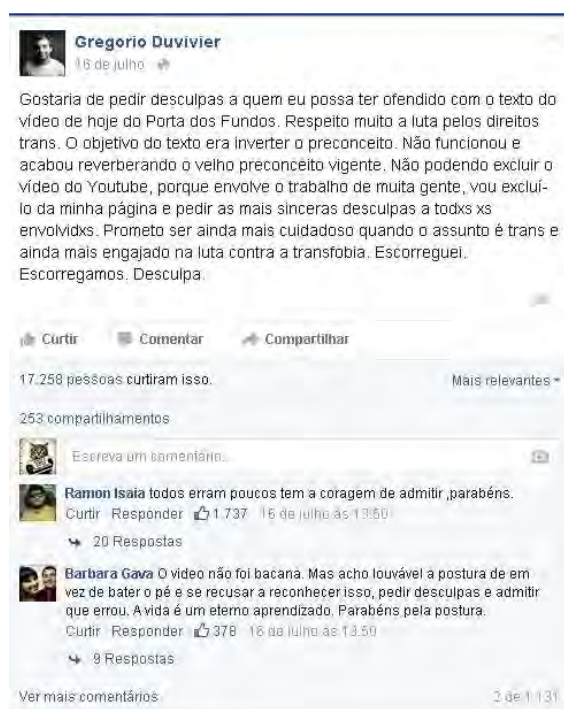 Gregorio Duvivier
16 de julho
Gostaria de pedir desculpas a quem eu possa ter ofendido com o texto do
vídeo de hoje do Porta dos Fundos. Respeito muito a luta pelos direitos
trans. O objetivo do texto era inverter o preconceito. Não funcionou e
acabou reverberando o velho preconceito vigente. Não podendo excluir o
vídeo do Youtube, porque envolve o trabalho de muita gente, vou excluí-
lo da minha página e pedir as mais sinceras desculpas a todxs xs
envolvidxs. Prometo ser ainda mais cuidadoso quando o assunto é trans e
ainda mais engajado na luta contra a transfobia. Escorreguei.
Escorregamos. Desculpa.
Curtir Comentar Compartilhar
17.258 pessoas curtiram isso. Mais relevantes
253 compartilhamentos
Escreva um comentário...
Ramon Isaia todos erram poucos tem a coragem de admitir ,parabéns.
Curtir Responder 1.737 16 de julho às 13:50
20 Respostas
Barbara Gava O video não foi bacana. Mas acho louvável a postura de em
vez de bater o pé e se recusar a reconhecer isso, pedir desculpas e admitir
que errou. A vida é um eterno aprendizado. Parabéns pela postura.
Curtir Responder 378 16 de julho às 13:50
9 Respostas
Ver mais comentários 2 de 1.131